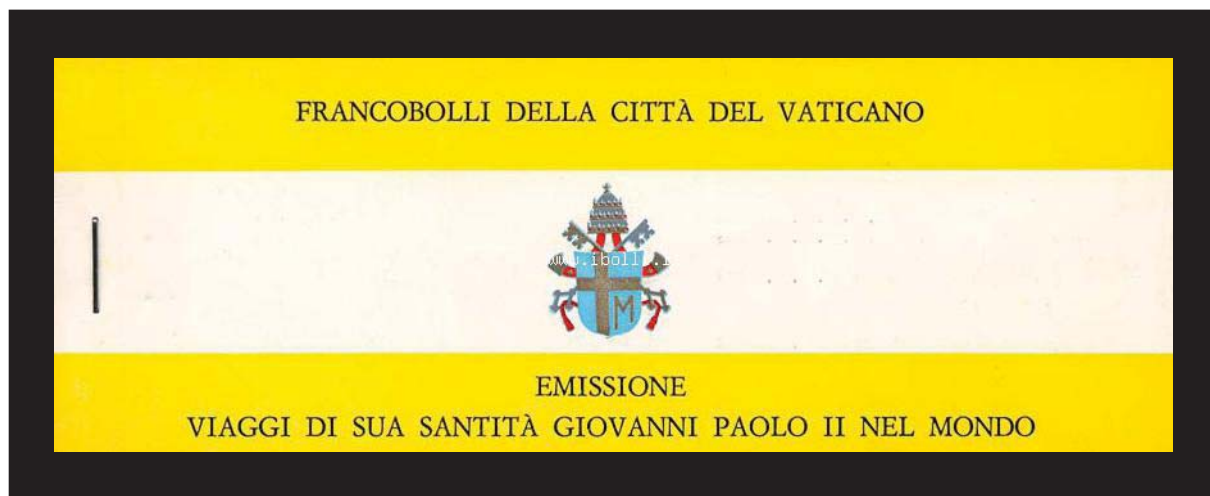 FRANCOBOLLI DELLA CITTÀ DEL VATICANO
M
EMISSIONE
VIAGGI DI SUA SANTITÀ GIOVANNI PAOLO II NEL MONDO